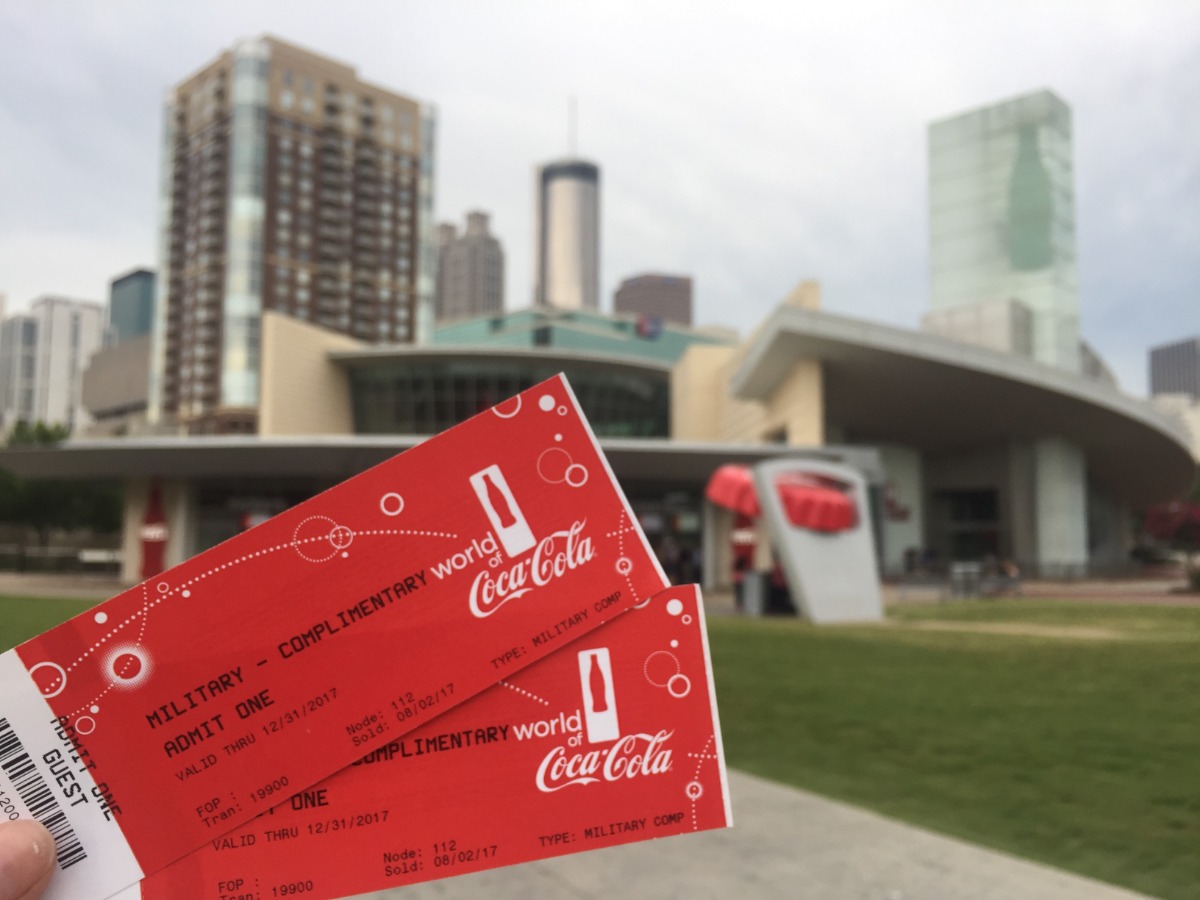 world
of
Coca-Cola
MILITARY - COMPLIMENTARY
ADMIT ONE
VALID THRU 12/31/2017
Node: 112
Sold: 08/02/17
TYPE: MILITARY COMP
FOP :
Tran: 19900
ADMIT ONE
GUEST
world
of
Coca-Cola
COMPLIMENTARY
ONE
VALID THRU 12/31/2017
Node: 112
Sold: 08/02/17
TYPE: MILITARY COMP
FOP :
Tran: 19900